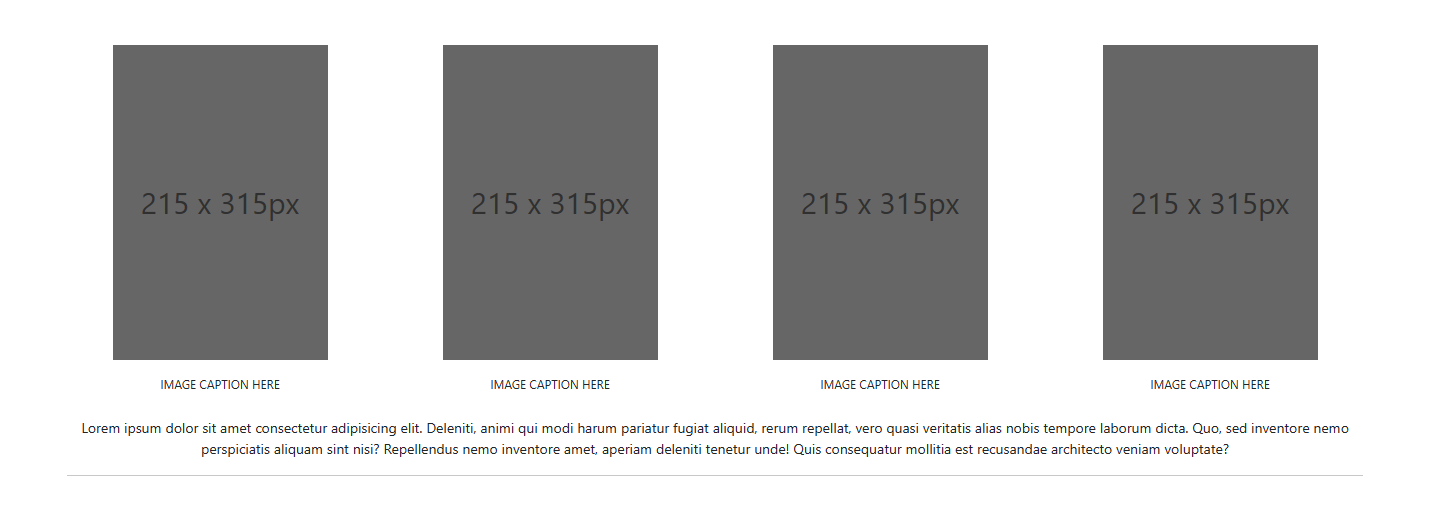 215 x 315px 215 x 315px 215 x 315px 215 x 315px
IMAGE CAPTION HERE IMAGE CAPTION HERE IMAGE CAPTION HERE IMAGE CAPTION HERE
Lorem ipsum dolor sit amet consectetur adipisicing elit. Deleniti, animi qui modi harum pariatur fugiat aliquid, rerum repellat, vero quasi veritatis alias nobis tempore laborum dicta. Quo, sed inventore nemo
perspiciatis aliquam sint nisi? Repellendus nemo inventore amet, aperiam deleniti tenetur unde! Quis consequatur mollitia est recusandae architecto veniam voluptate?